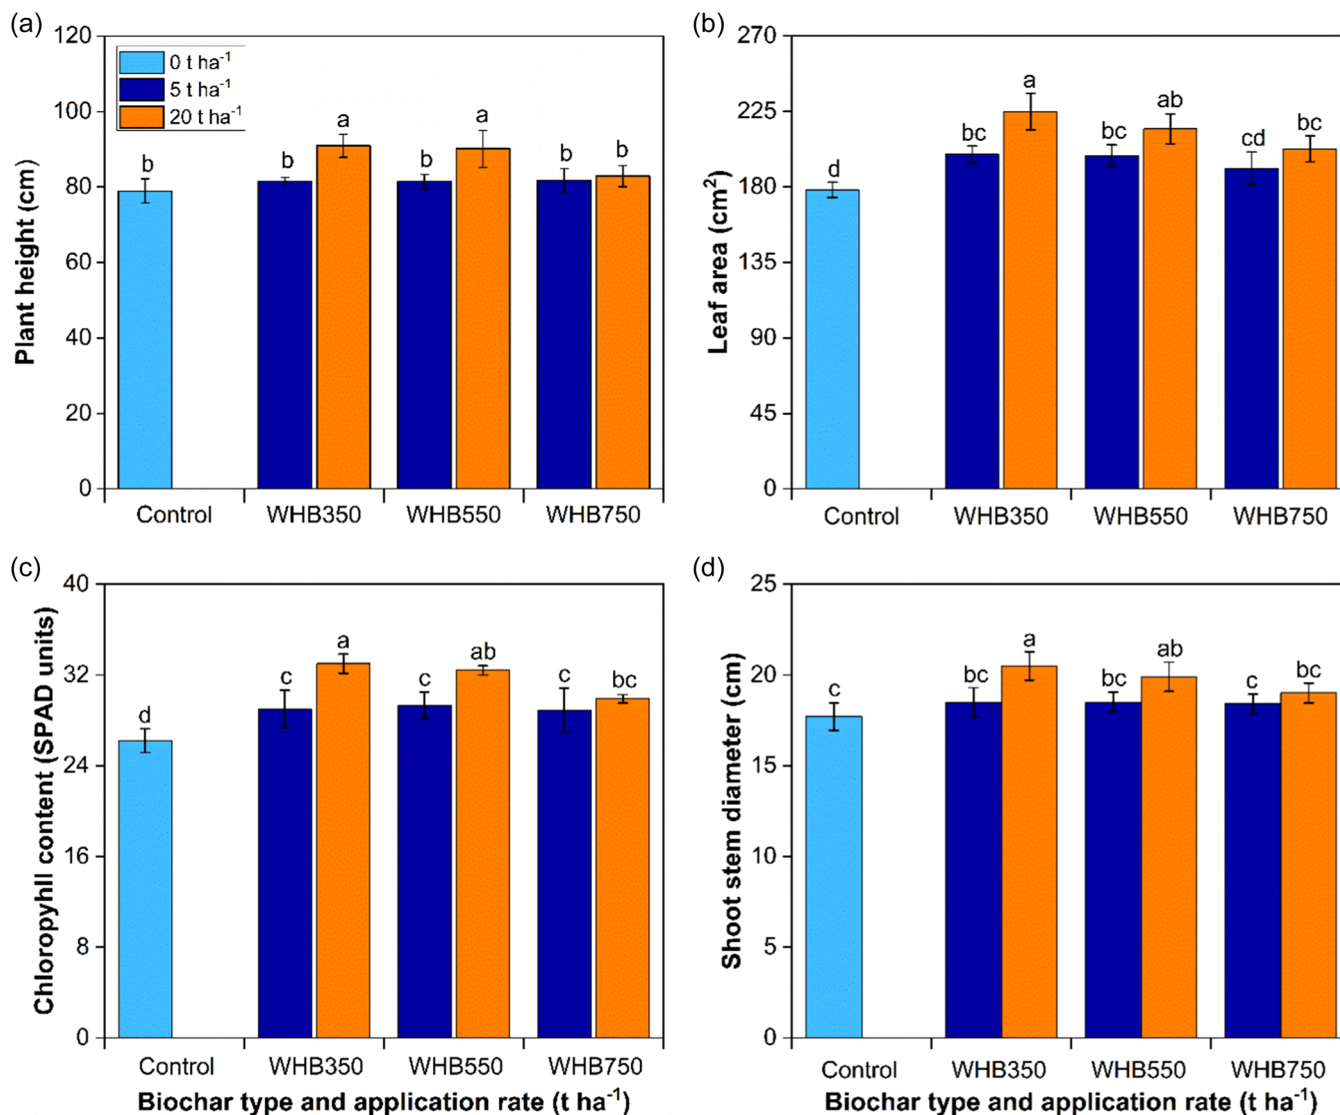 (a)
120
100
80
60
40
20
0
Plant height (cm)
0 t ha⁻¹
5 t ha⁻¹
20 t ha⁻¹
b
b
a
b
a
b
b
Control
WHB350
WHB550
WHB750
(b)
270
225
180
135
90
45
0
Leaf area (cm²)
d
bc
a
bc
ab
cd
bc
Control
WHB350
WHB550
WHB750
(c)
40
32
24
16
8
0
Chloropyhll content (SPAD units)
d
c
a
c
ab
c
bc
Control
WHB350
WHB550
WHB750
Biochar type and application rate (t ha⁻¹)
(d)
25
20
15
10
5
0
Shoot stem diameter (cm)
c
bc
a
bc
ab
c
bc
Control
WHB350
WHB550
WHB750
Biochar type and application rate (t ha⁻¹)